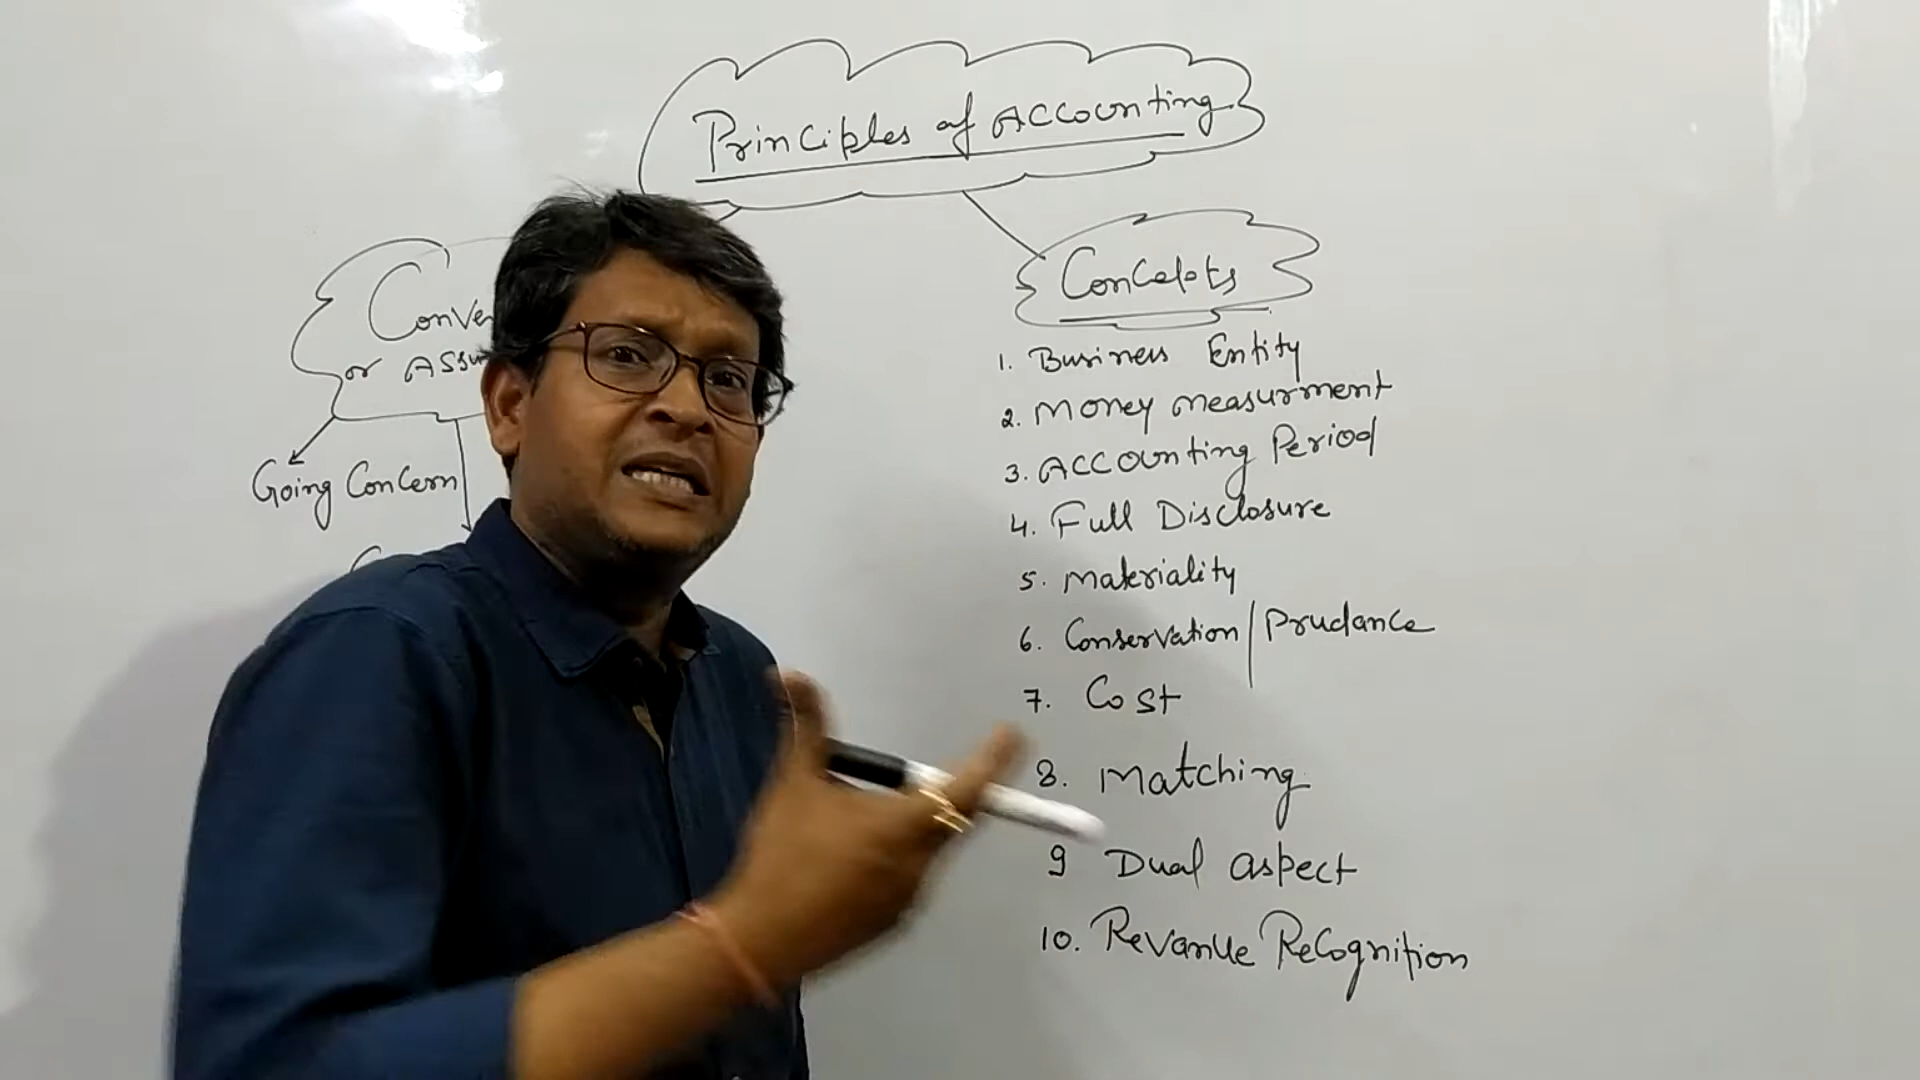 Principles of Accounting
Conve
or Assu
Going Concern
Concepts
1. Business Entity
2. Money measurment
3. Accounting Period
4. Full Disclosure
5. Materiality
6. Conservation | Prudance
7. Cost
8. Matching
9 Dual aspect
10. Revanue Recognition